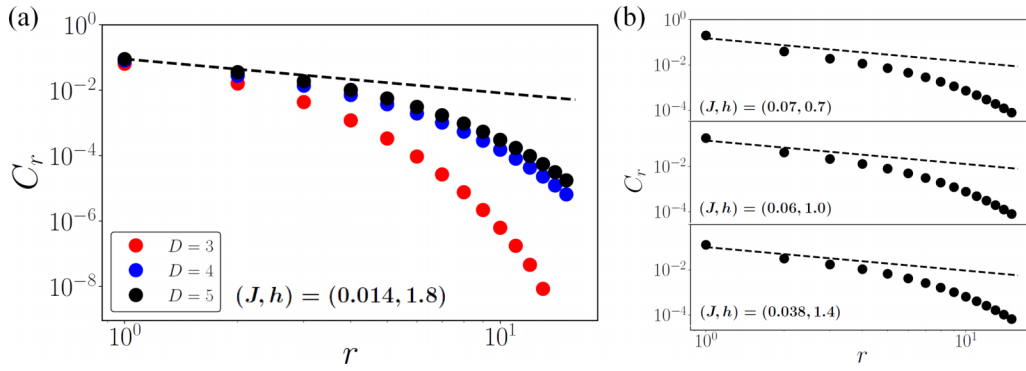 (a)
10^0
10^{-2}
10^{-4}
10^{-6}
10^{-8}
C_r
D = 3
D = 4
D = 5
(J, h) = (0.014, 1.8)
10^0
10^1
r
(b)
10^0
10^{-2}
10^{-4}
(J, h) = (0.07, 0.7)
10^{-2}
10^{-4}
C_r
(J, h) = (0.06, 1.0)
10^{-2}
10^{-4}
(J, h) = (0.038, 1.4)
10^0
10^1
r